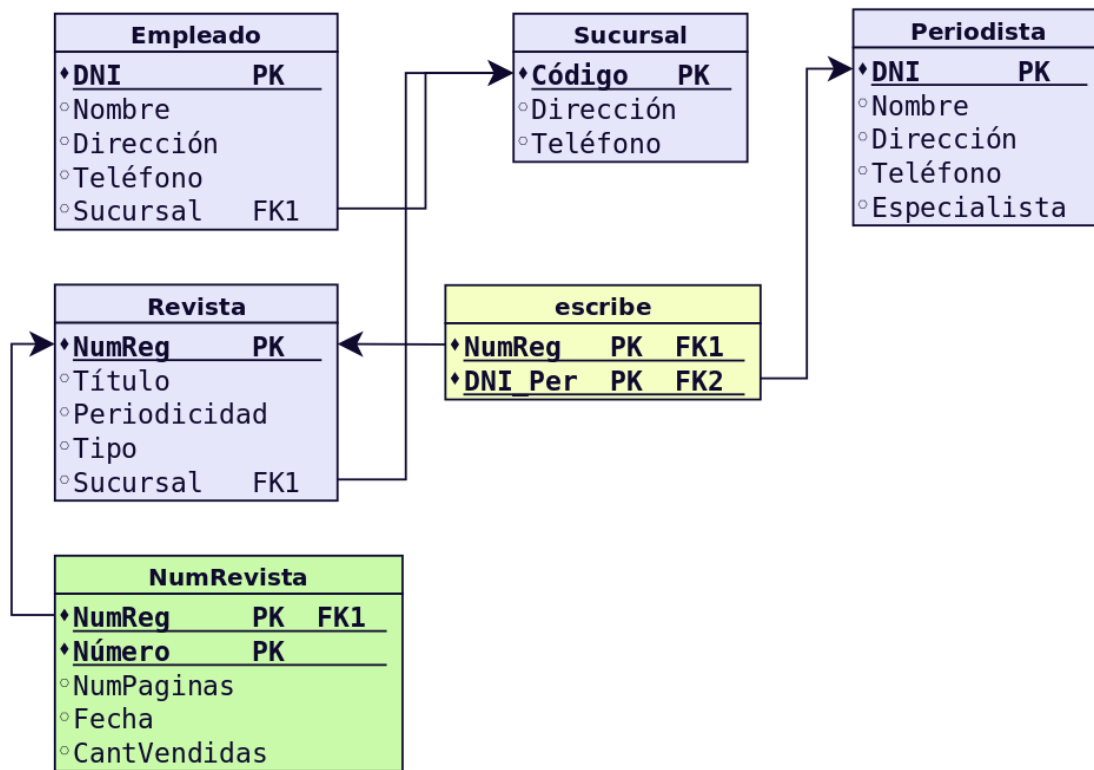 Empleado
DNI PK
Nombre
Dirección
Teléfono
Sucursal FK1
Sucursal
Código PK
Dirección
Teléfono
Periodista
DNI PK
Nombre
Dirección
Teléfono
Especialista
Revista
NumReg PK
Título
Periodicidad
Tipo
Sucursal FK1
escribe
NumReg PK FK1
DNI_Per PK FK2
NumRevista
NumReg PK FK1
Número PK
NumPaginas
Fecha
CantVendidas